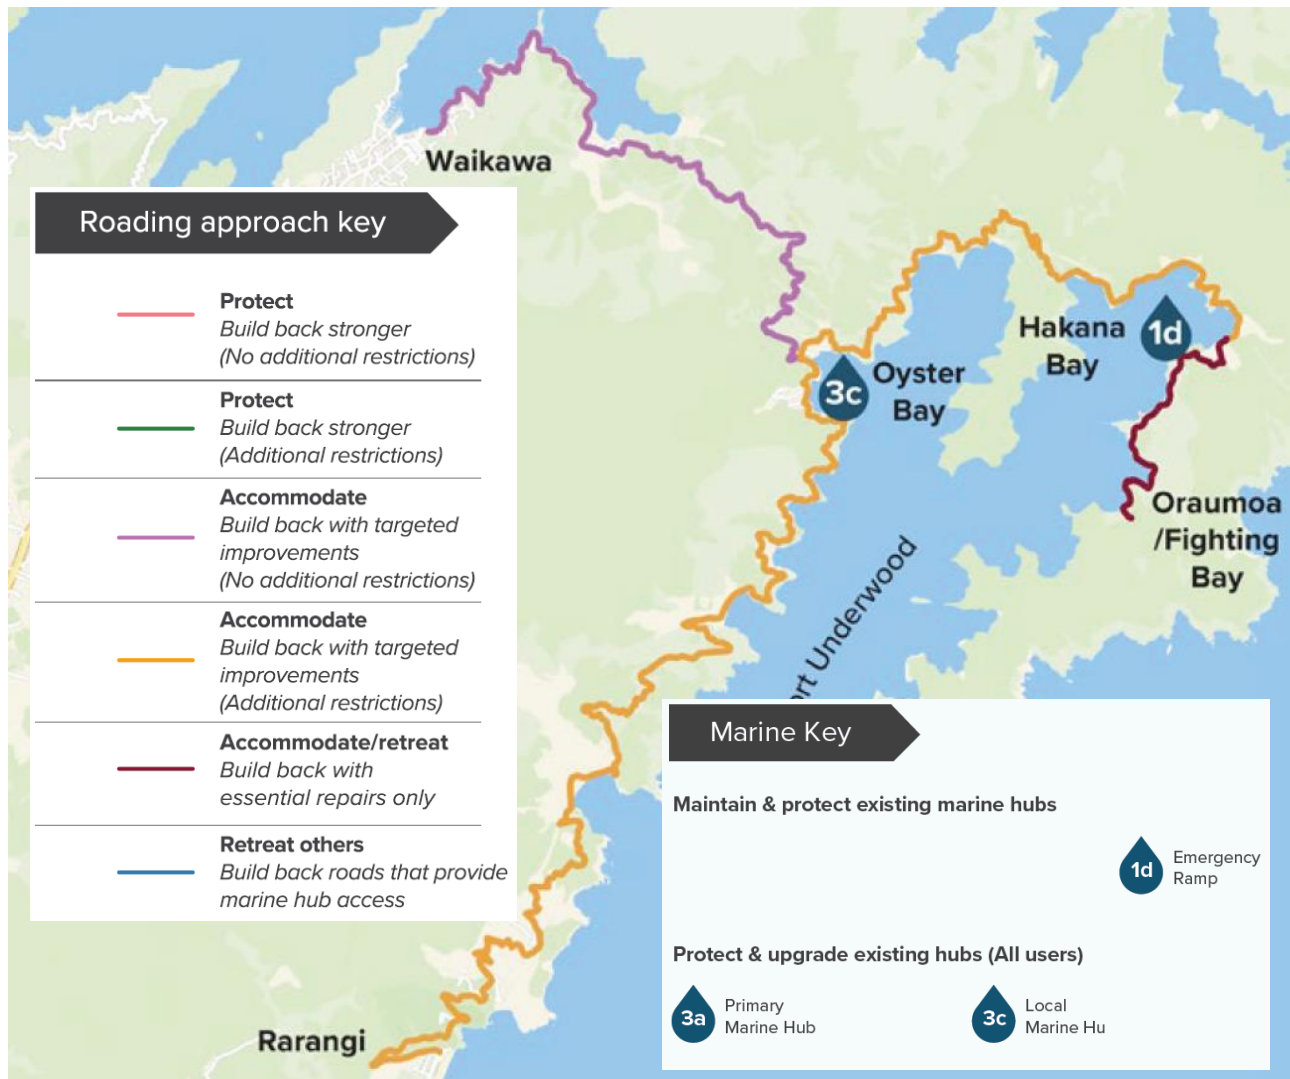 Waikawa
Roading approach key
Protect
Build back stronger
(No additional restrictions)
Protect
Build back stronger
(Additional restrictions)
Accommodate
Build back with targeted
improvements
(No additional restrictions)
Accommodate
Build back with targeted
improvements
(Additional restrictions)
Accommodate/retreat
Build back with
essential repairs only
Retreat others
Build back roads that provide
marine hub access
Hakana
Bay
1d
Oyster
Bay
3c
Oraumoa
/Fighting
Bay
ort Underwood
Rarangi
Marine Key
Maintain & protect existing marine hubs
1d
Emergency
Ramp
Protect & upgrade existing hubs (All users)
3a
Primary
Marine Hub
3c
Local
Marine Hu